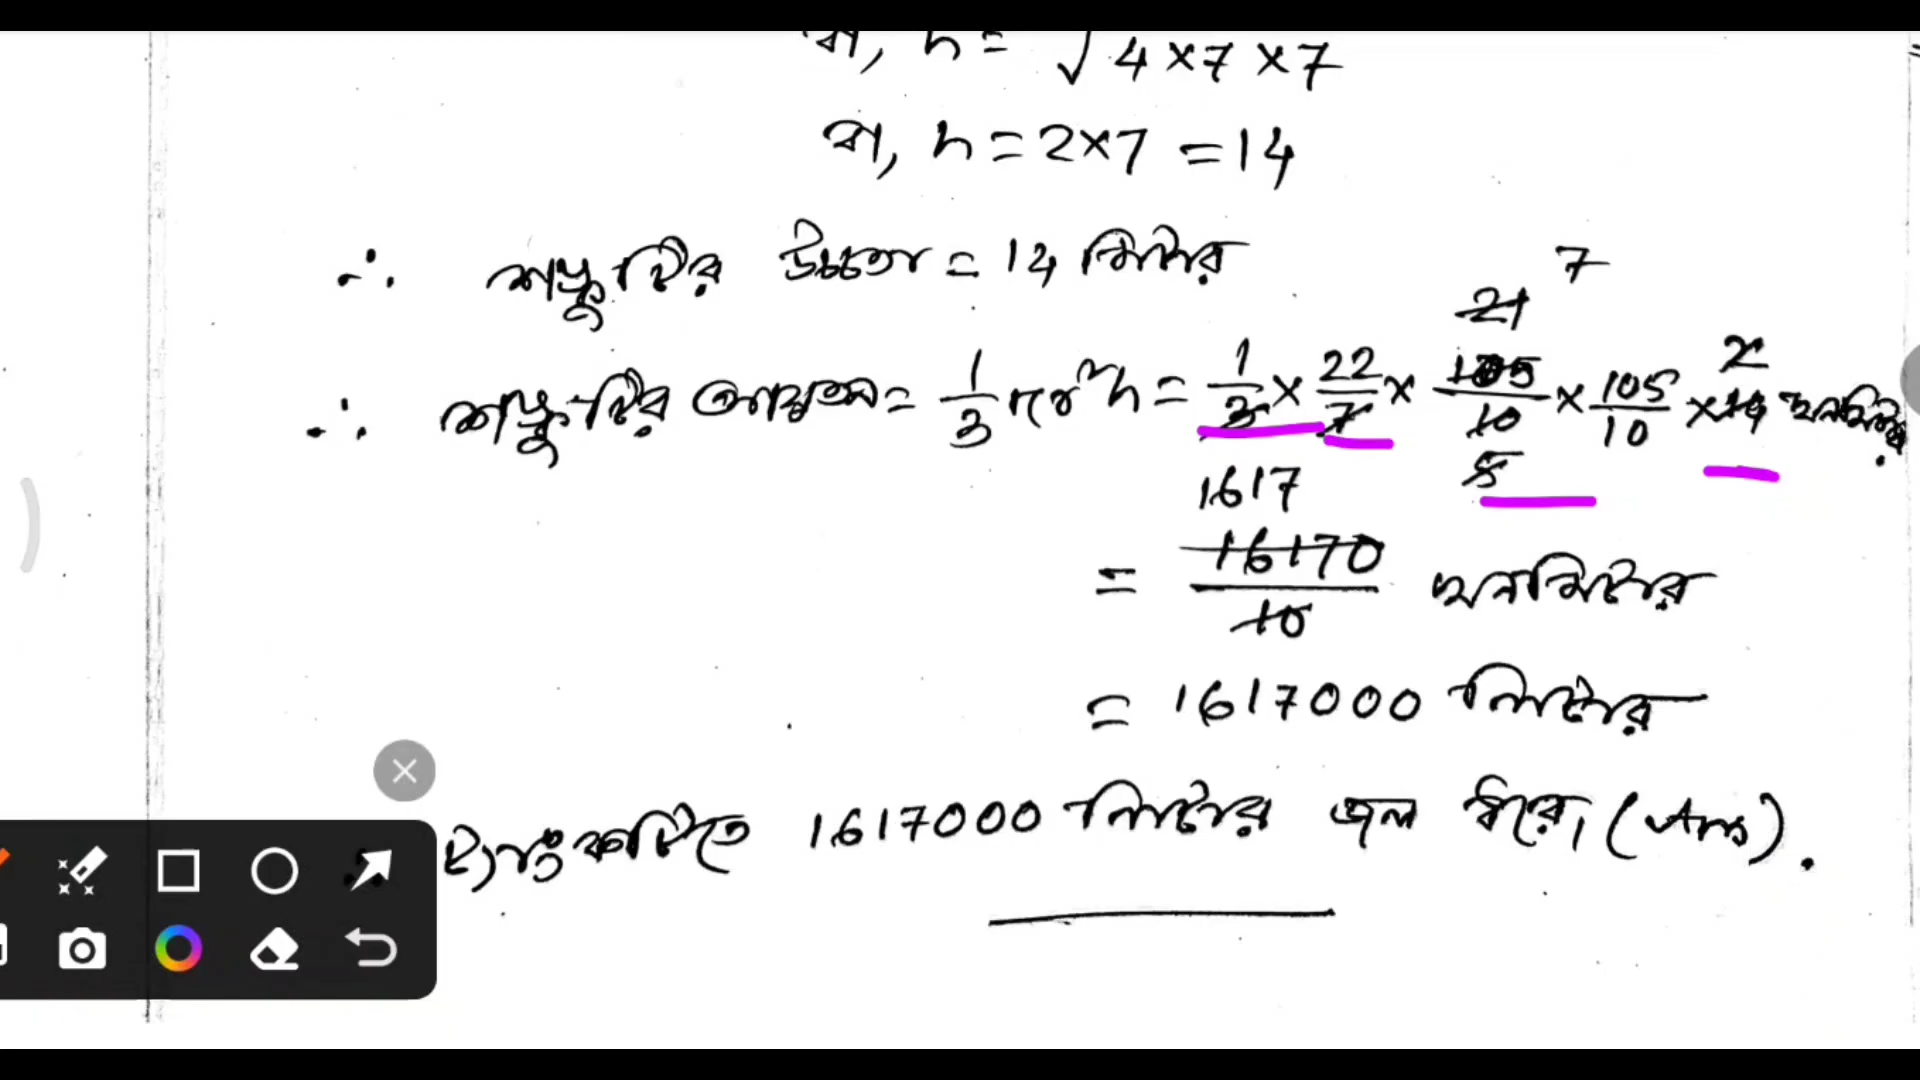 বা, h = √4×7×7
বা, h = 2×7 = 14
∴ শঙ্কুটির উচ্চতা = 14 মিটার
7
21
∴ শঙ্কুটির আয়তন = 1/3 πr²h = 1/3 × 22/7 × 105/10 × 105/10 × 14 ঘনমিটার.
2
5
1617
= 16170/10 ঘনমিটার
= 1617000 লিটার
∴ ট্যাঙ্কটিতে 1617000 লিটার জল ধরে। (Ans).